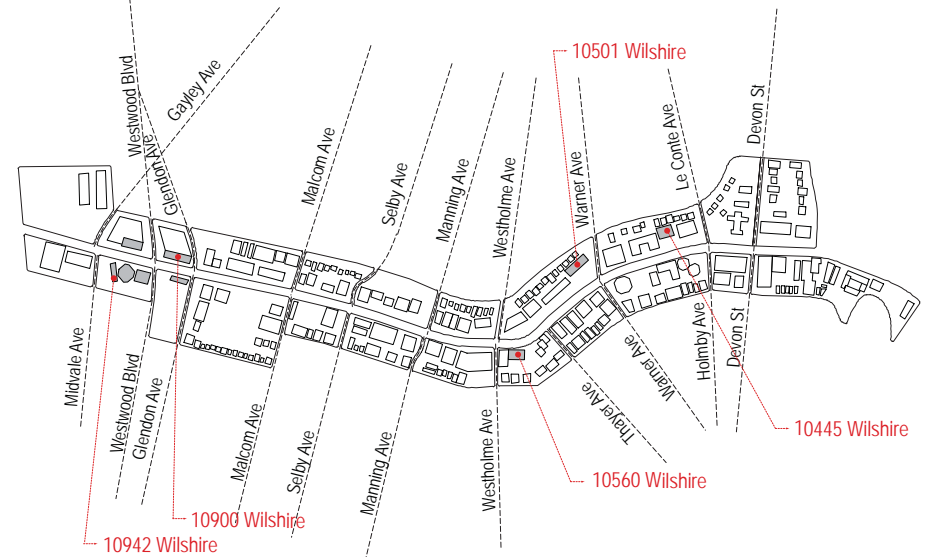 Westwood Blvd
Gayley Ave
Glendon Ave
Malcom Ave
Selby Ave
Manning Ave
Westholme Ave
10501 Wilshire
Warner Ave
Le Conte Ave
Devon St
Midvale Ave
Westwood Blvd
Glendon Ave
Malcom Ave
Selby Ave
Manning Ave
Westholme Ave
Thayer Ave
Warner Ave
Holmby Ave
Devon St
10445 Wilshire
10560 Wilshire
10900 Wilshire
10942 Wilshire